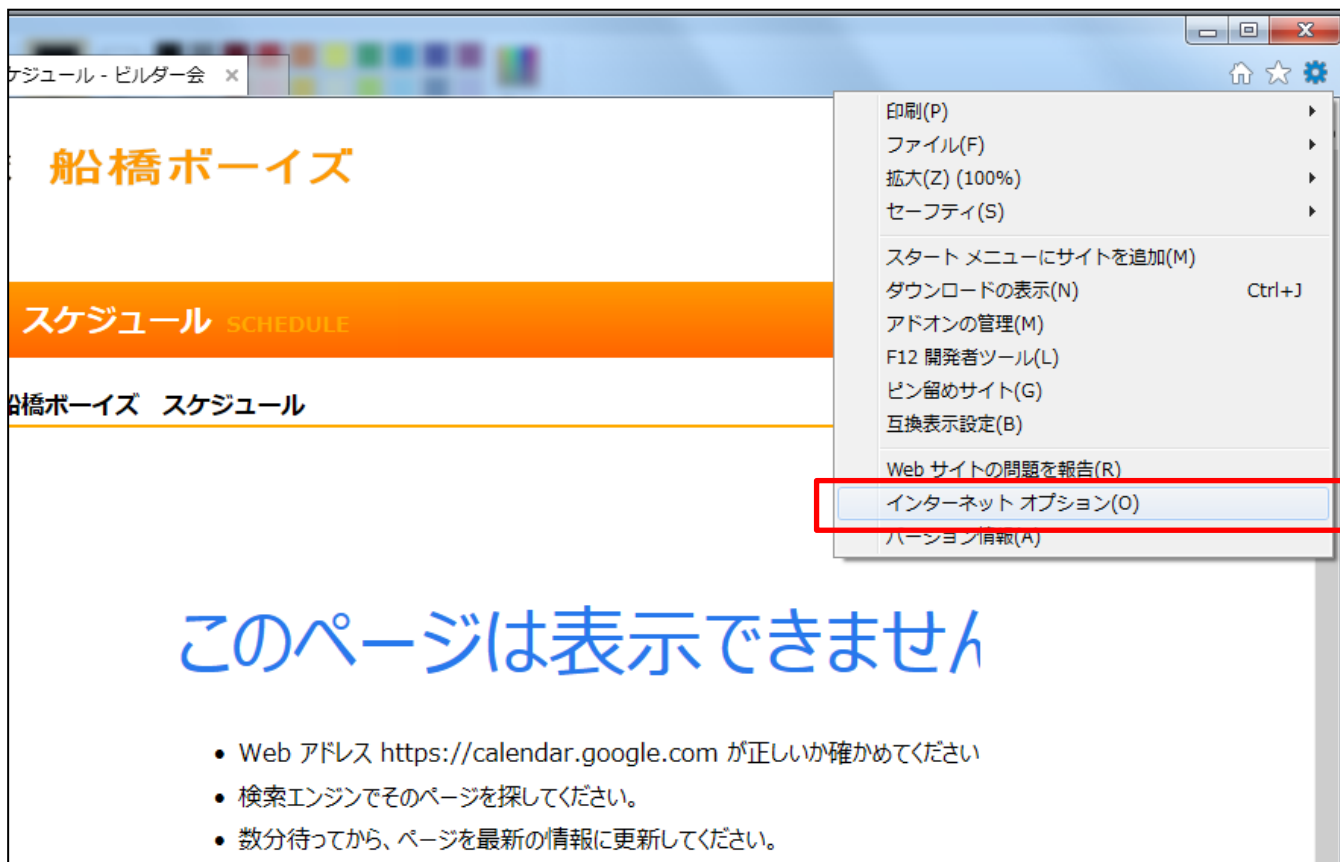 ケジュール - ビルダー会
船橋ボーイズ
スケジュール SCHEDULE
船橋ボーイズ　スケジュール
印刷(P)
ファイル(F)
拡大(Z) (100%)
セーフティ(S)
スタート メニューにサイトを追加(M)
ダウンロードの表示(N) Ctrl+J
アドオンの管理(M)
F12 開発者ツール(L)
ピン留めサイト(G)
互換表示設定(B)
Web サイトの問題を報告(R)
インターネット オプション(O)
バージョン情報(A)
このページは表示できません
• Web アドレス https://calendar.google.com が正しいか確かめてください
• 検索エンジンでそのページを探してください。
• 数分待ってから、ページを最新の情報に更新してください。